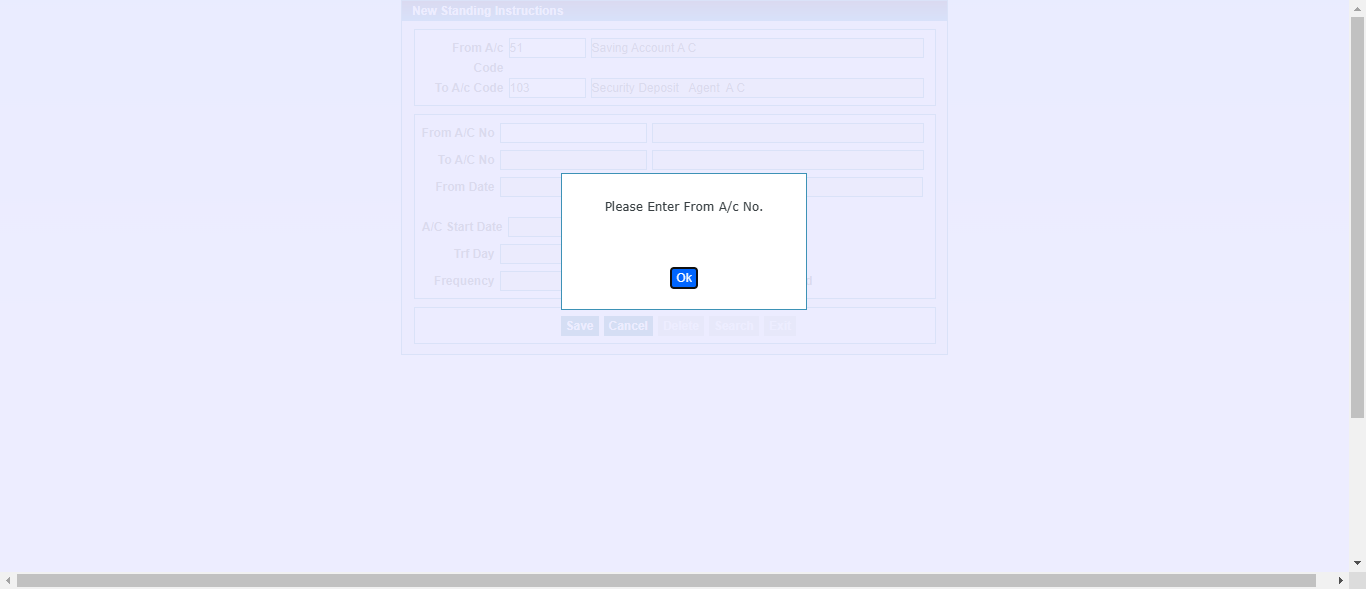 New Standing Instructions
From A/c Code 51 Saving Account A C
To A/c Code 103 Security Deposit Agent A C
From A/C No
To A/C No
From Date
Please Enter From A/c No.
A/C Start Date
Trf Day
Ok
Frequency
Save Cancel Delete Search Exit